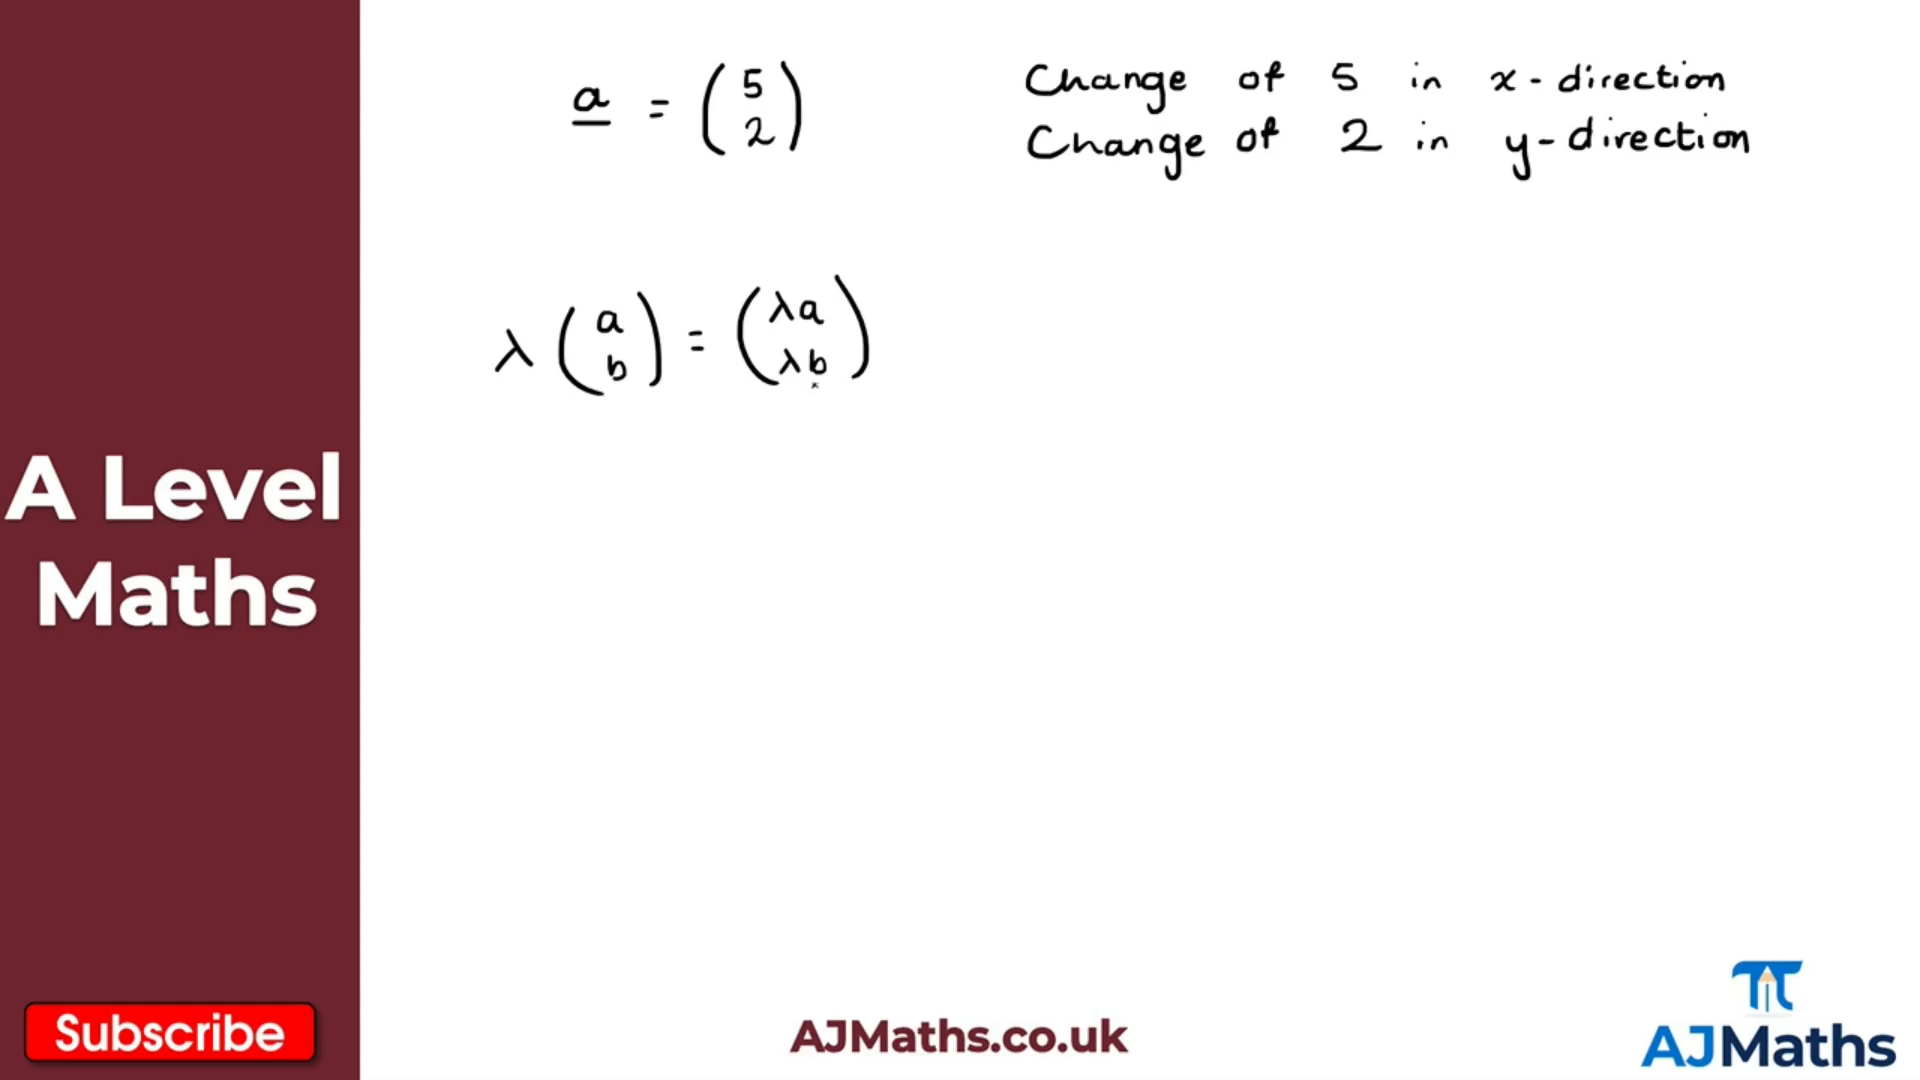 a = (5 2)
Change of 5 in x-direction
Change of 2 in y-direction
λ (a b) = (λa λb)
A Level
Maths
Subscribe
AJMaths.co.uk
AJMaths